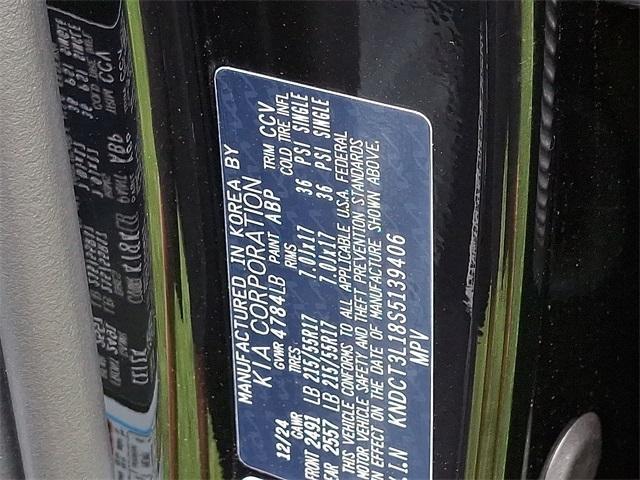 MANUFACTURED IN KOREA BY
KIA CORPORATION
12/24 GVWR 4784LB PAINT ABP TRIM CCV
GAWR TIRES RIMS COLD TIRE INFL
FRONT 2491 LB 215/55R17 7.0Jx17 36 PSI SINGLE
REAR 2557 LB 215/55R17 7.0Jx17 36 PSI SINGLE
THIS VEHICLE CONFORMS TO ALL APPLICABLE U.S.A. FEDERAL
MOTOR VEHICLE SAFETY AND THEFT PREVENTION STANDARDS
IN EFFECT ON THE DATE OF MANUFACTURE SHOWN ABOVE.
V.I.N KNDCT3L18S5139406
MPV